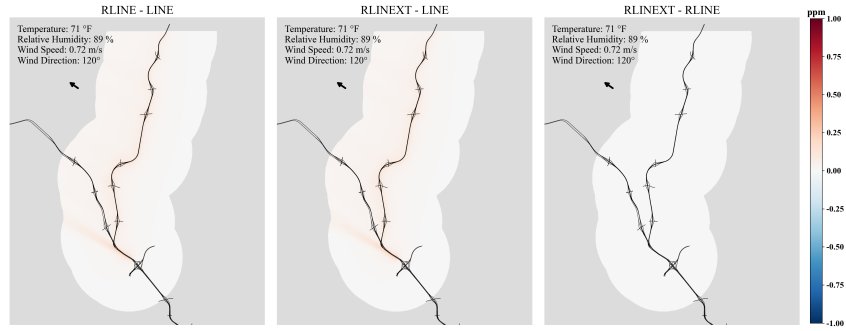 RLINE - LINE
Temperature: 71 °F
Relative Humidity: 89 %
Wind Speed: 0.72 m/s
Wind Direction: 120°
RLINEXT - LINE
Temperature: 71 °F
Relative Humidity: 89 %
Wind Speed: 0.72 m/s
Wind Direction: 120°
RLINEXT - RLINE
Temperature: 71 °F
Relative Humidity: 89 %
Wind Speed: 0.72 m/s
Wind Direction: 120°
ppm
1.00
0.75
0.50
0.25
0.00
-0.25
-0.50
-0.75
-1.00